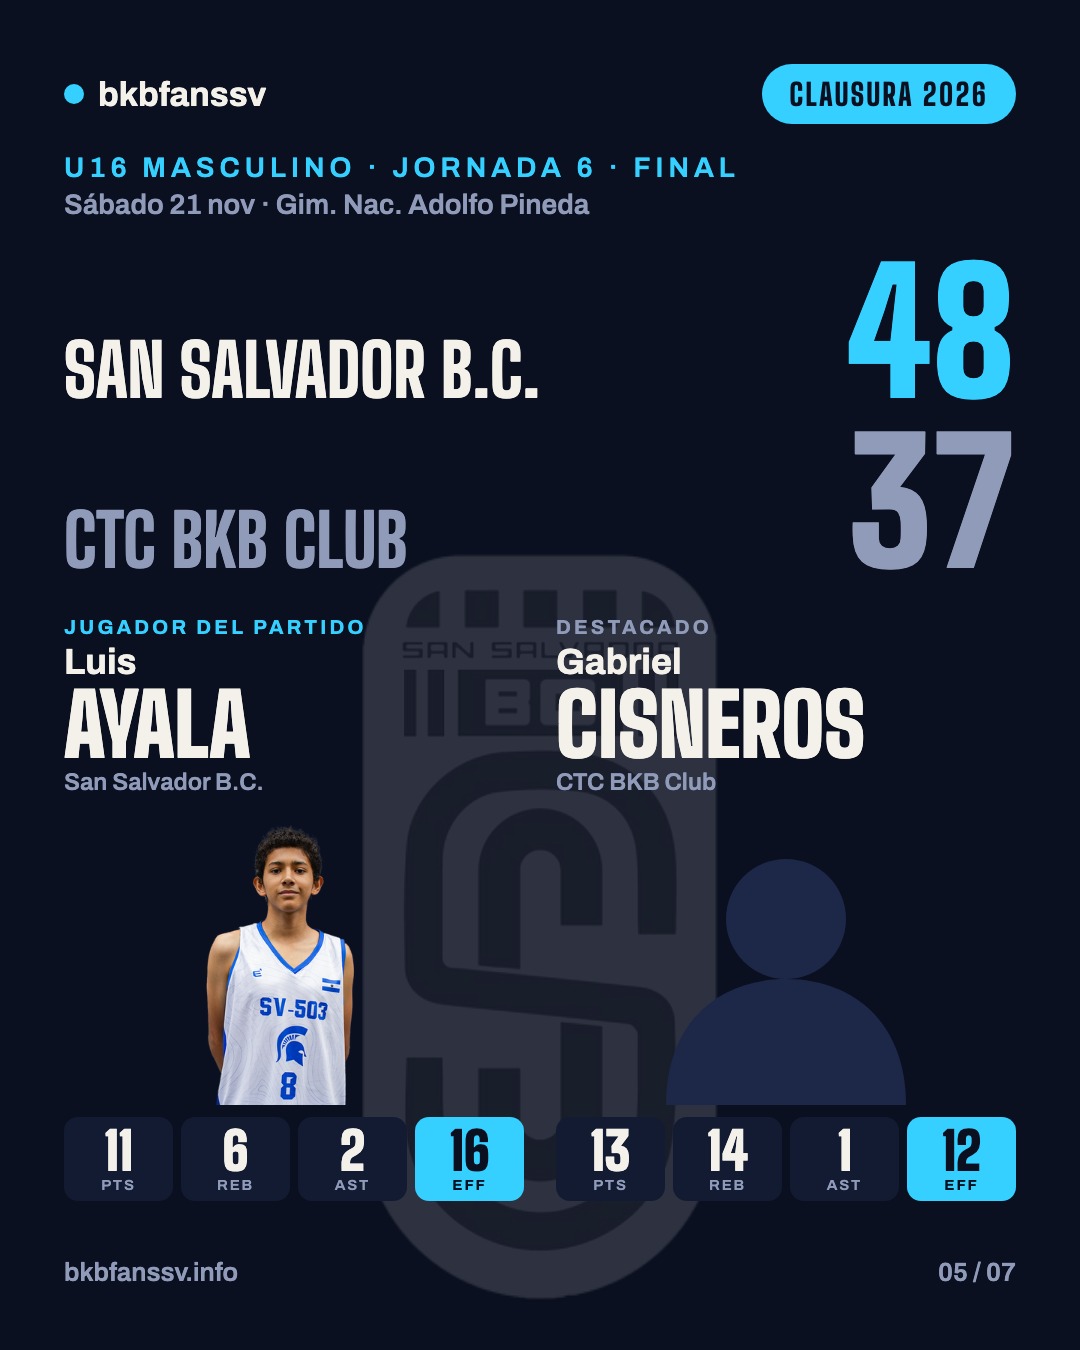 bkbfanssv
CLAUSURA 2026
U16 MASCULINO · JORNADA 6 · FINAL
Sábado 21 nov · Gim. Nac. Adolfo Pineda
SAN SALVADOR B.C.
48
CTC BKB CLUB
37
JUGADOR DEL PARTIDO
Luis
AYALA
San Salvador B.C.
DESTACADO
Gabriel
CISNEROS
CTC BKB Club
SAN SALVADOR
BC
SV-503
8
11 PTS
6 REB
2 AST
16 EFF
13 PTS
14 REB
1 AST
12 EFF
bkbfanssv.info
05 / 07